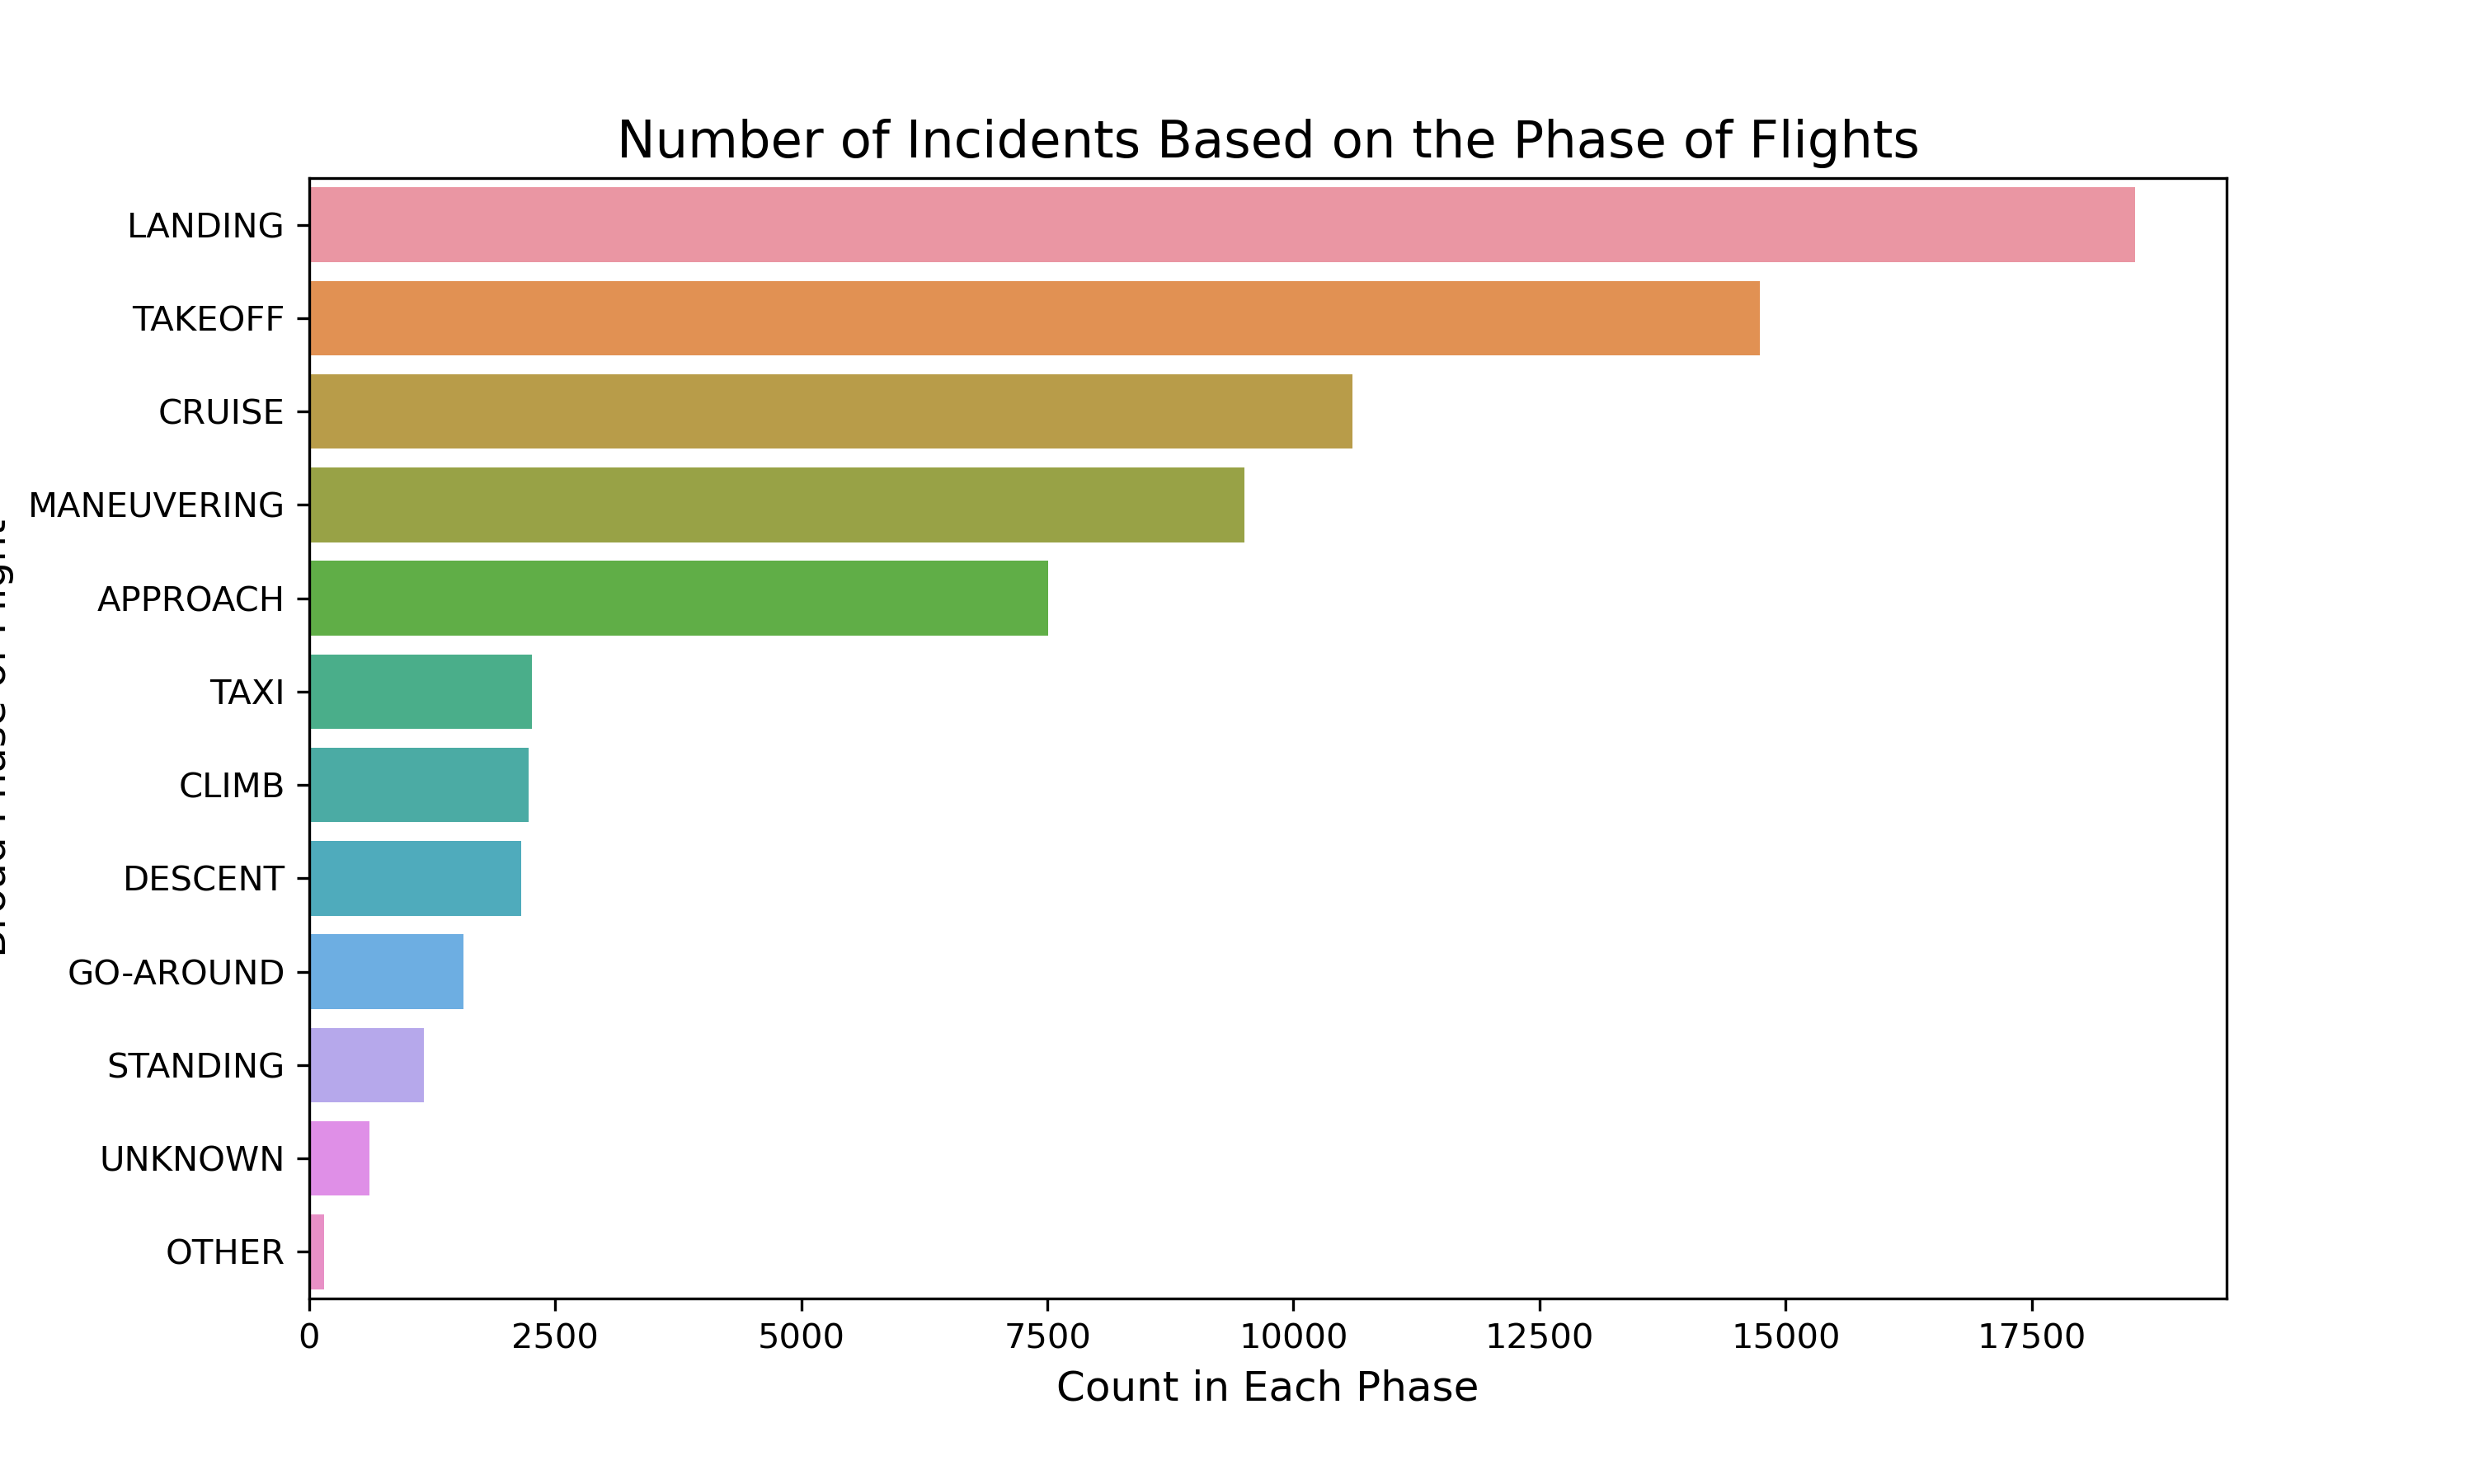 Number of Incidents Based on the Phase of Flights
LANDING
TAKEOFF
CRUISE
MANEUVERING
APPROACH
TAXI
CLIMB
DESCENT
GO-AROUND
STANDING
UNKNOWN
OTHER
0 2500 5000 7500 10000 12500 15000 17500
Count in Each Phase